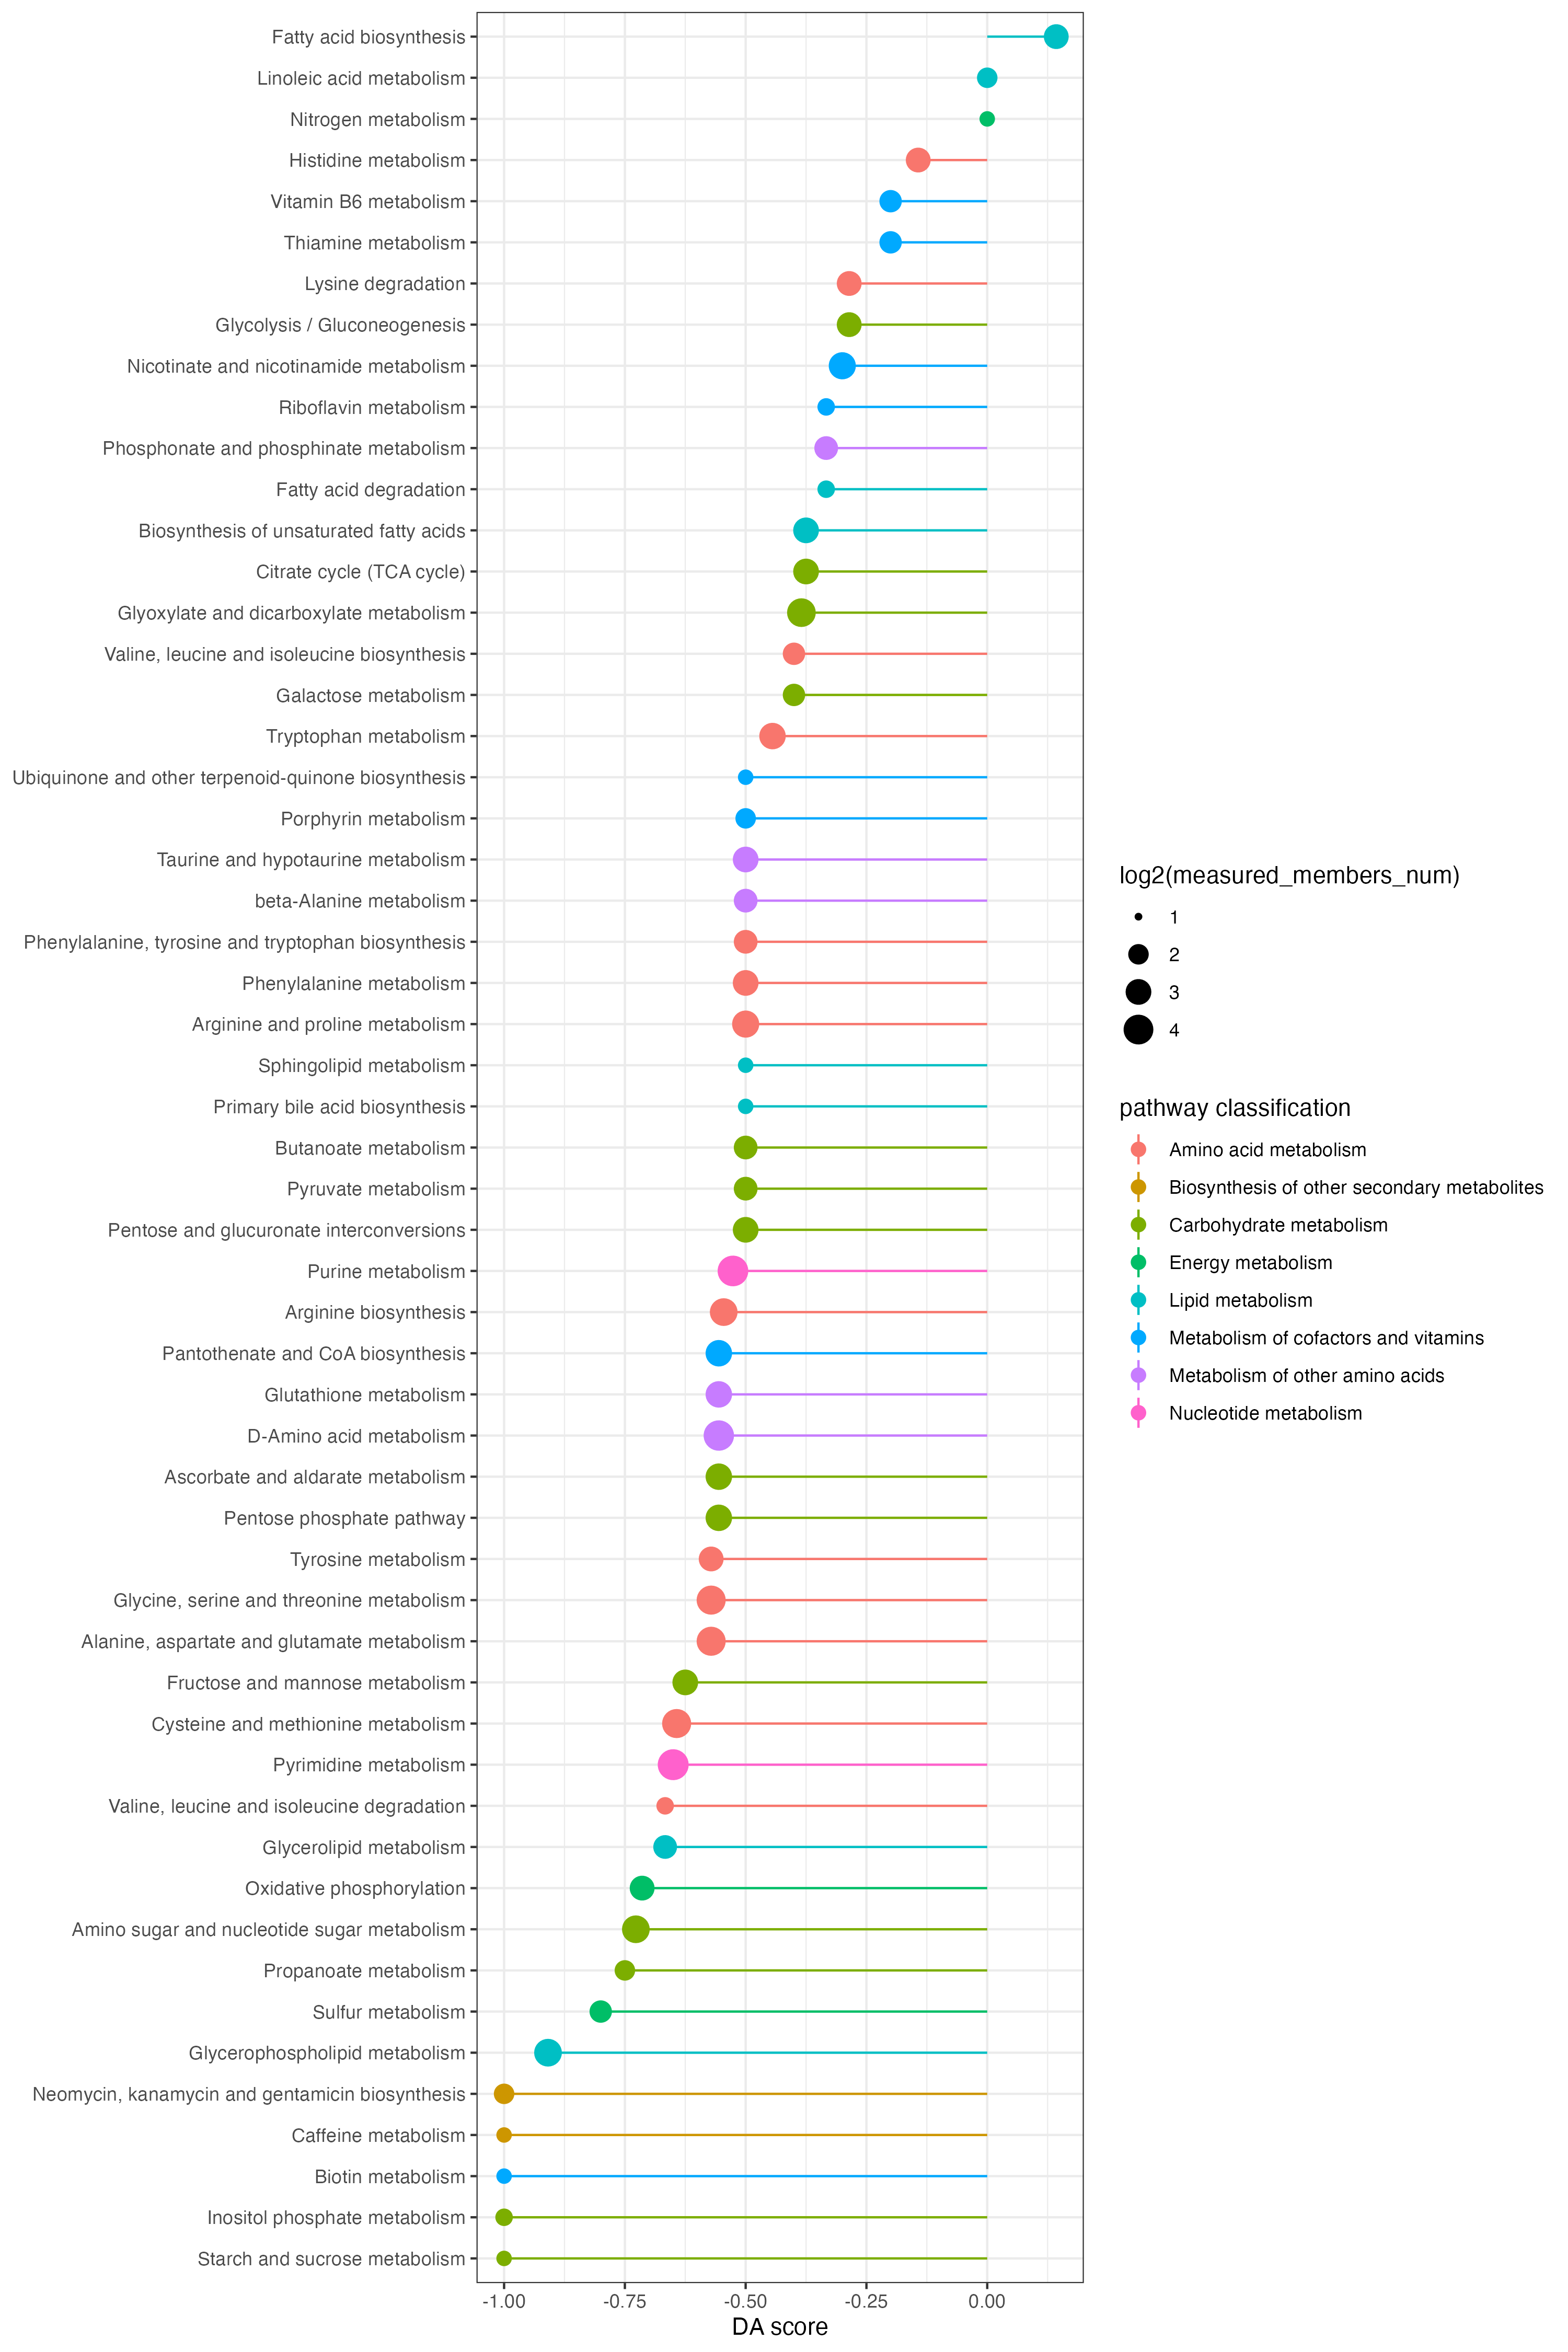 Fatty acid biosynthesis
Linoleic acid metabolism
Nitrogen metabolism
Histidine metabolism
Vitamin B6 metabolism
Thiamine metabolism
Lysine degradation
Glycolysis / Gluconeogenesis
Nicotinate and nicotinamide metabolism
Riboflavin metabolism
Phosphonate and phosphinate metabolism
Fatty acid degradation
Biosynthesis of unsaturated fatty acids
Citrate cycle (TCA cycle)
Glyoxylate and dicarboxylate metabolism
Valine, leucine and isoleucine biosynthesis
Galactose metabolism
Tryptophan metabolism
Ubiquinone and other terpenoid-quinone biosynthesis
Porphyrin metabolism
Taurine and hypotaurine metabolism
beta-Alanine metabolism
Phenylalanine, tyrosine and tryptophan biosynthesis
Phenylalanine metabolism
Arginine and proline metabolism
Sphingolipid metabolism
Primary bile acid biosynthesis
Butanoate metabolism
Pyruvate metabolism
Pentose and glucuronate interconversions
Purine metabolism
Arginine biosynthesis
Pantothenate and CoA biosynthesis
Glutathione metabolism
D-Amino acid metabolism
Ascorbate and aldarate metabolism
Pentose phosphate pathway
Tyrosine metabolism
Glycine, serine and threonine metabolism
Alanine, aspartate and glutamate metabolism
Fructose and mannose metabolism
Cysteine and methionine metabolism
Pyrimidine metabolism
Valine, leucine and isoleucine degradation
Glycerolipid metabolism
Oxidative phosphorylation
Amino sugar and nucleotide sugar metabolism
Propanoate metabolism
Sulfur metabolism
Glycerophospholipid metabolism
Neomycin, kanamycin and gentamicin biosynthesis
Caffeine metabolism
Biotin metabolism
Inositol phosphate metabolism
Starch and sucrose metabolism
-1.00 -0.75 -0.50 -0.25 0.00
DA score
log2(measured_members_num)
1
2
3
4
pathway classification
Amino acid metabolism
Biosynthesis of other secondary metabolites
Carbohydrate metabolism
Energy metabolism
Lipid metabolism
Metabolism of cofactors and vitamins
Metabolism of other amino acids
Nucleotide metabolism